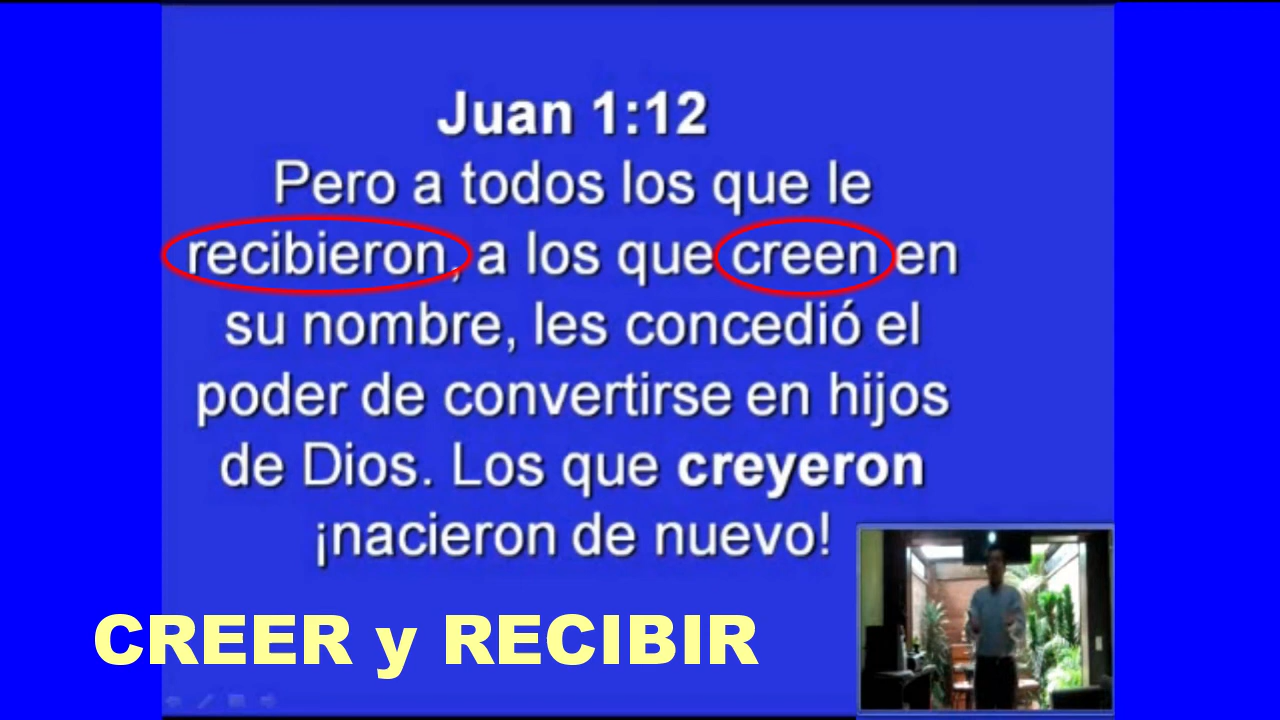 Juan 1:12
Pero a todos los que le
recibieron, a los que creen en
su nombre, les concedió el
poder de convertirse en hijos
de Dios. Los que creyeron
¡nacieron de nuevo!
CREER y RECIBIR